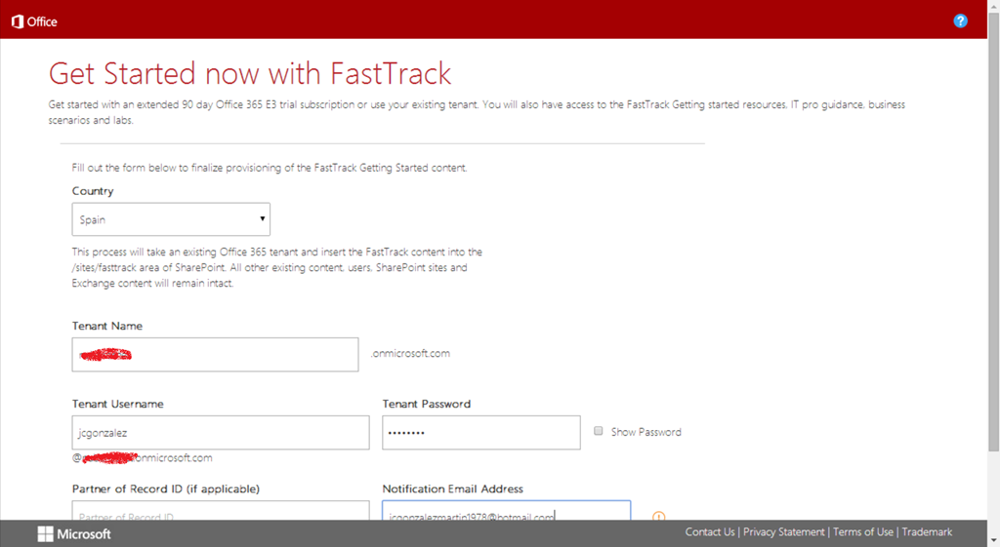 Office
?
Get Started now with FastTrack
Get started with an extended 90 day Office 365 E3 trial subscription or use your existing tenant. You will also have access to the FastTrack Getting started resources, IT pro guidance, business
scenarios and labs.
Fill out the form below to finalize provisioning of the FastTrack Getting Started content.
Country
Spain
This process will take an existing Office 365 tenant and insert the FastTrack content into the
/sites/fasttrack area of SharePoint. All other existing content, users, SharePoint sites and
Exchange content will remain intact.
Tenant Name
.onmicrosoft.com
Tenant Username Tenant Password
jcgonzalez •••••••• Show Password
@ onmicrosoft.com
Partner of Record ID (if applicable) Notification Email Address
Partner of Record ID jcgonzalezmartin1978@hotmail.com
Microsoft Contact Us | Privacy Statement | Terms of Use | Trademark